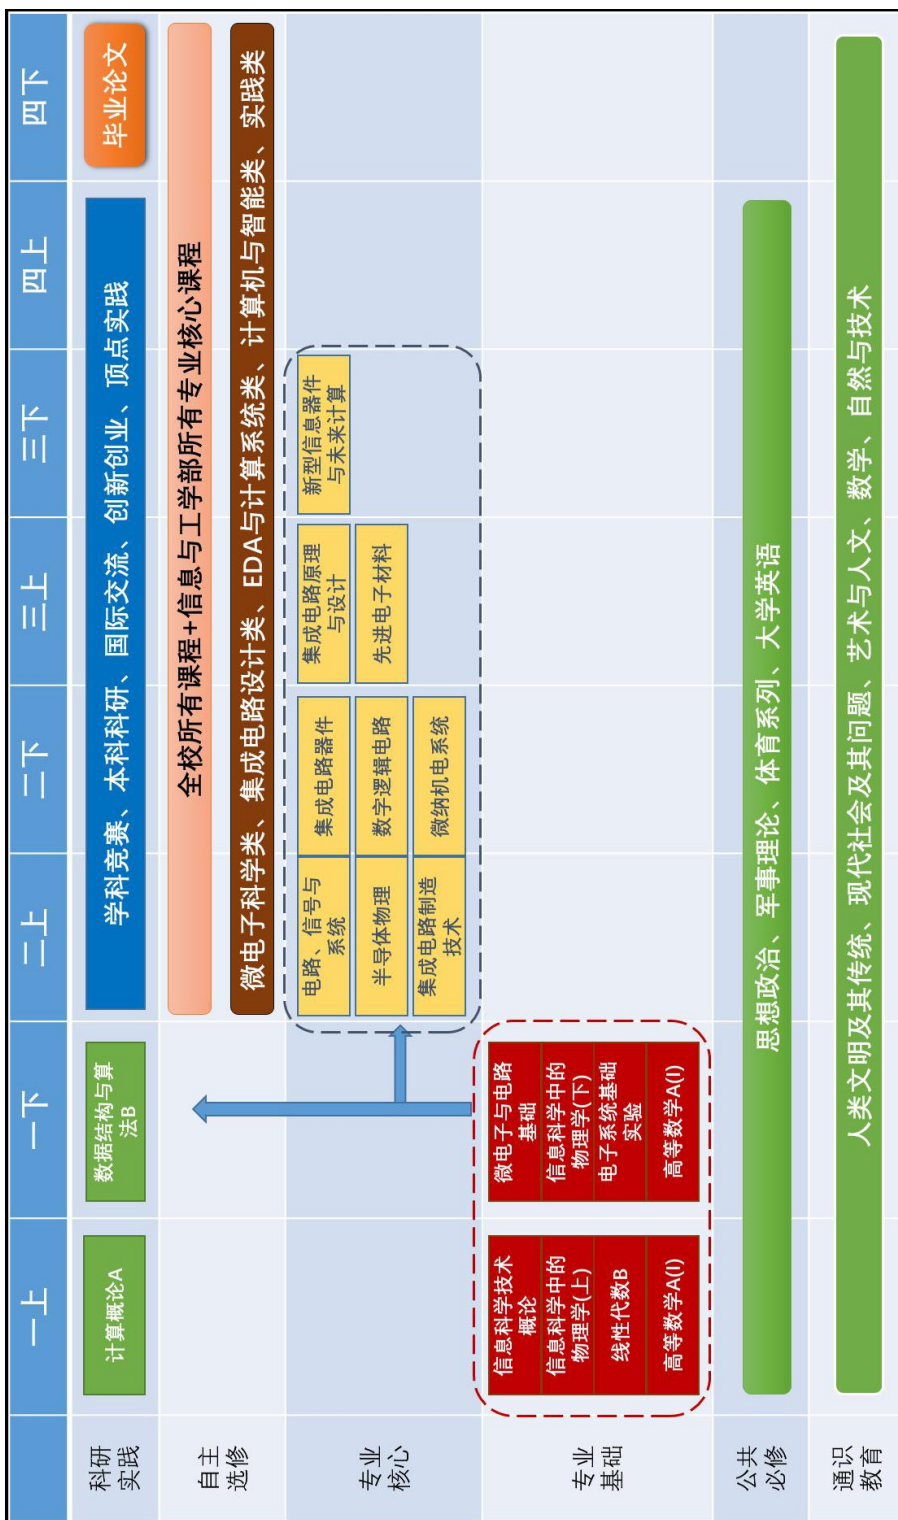 一上
一下
二上
二下
三上
三下
四上
四下
科研
实践
计算概论A
数据结构与算
法B
学科竞赛、本科科研、国际交流、创新创业、顶点实践
毕业论文
自主
选修
全校所有课程+信息与工学部所有专业核心课程
微电子科学类、集成电路设计类、EDA与计算系统类、计算机与智能类、实践类
专业
核心
电路、信号与
系统
集成电路器件
集成电路原理
与设计
新型信息器件
与未来计算
半导体物理
数字逻辑电路
先进电子材料
集成电路制造
技术
微纳机电系统
专业
基础
信息科学技术
概论
微电子与电路
基础
信息科学中的
物理学(上)
信息科学中的
物理学(下)
线性代数B
电子系统基础
实验
高等数学A(I)
高等数学A(I)
公共
必修
思想政治、军事理论、体育系列、大学英语
通识
教育
人类文明及其传统、现代社会及其问题、艺术与人文、数学、自然与技术